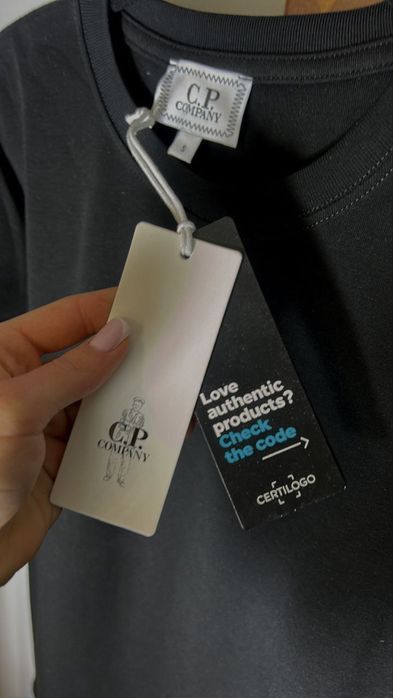 C.P.
COMPANY
S
C.P.
COMPANY
Love
authentic
products?
Check
the code
CERTILOGO